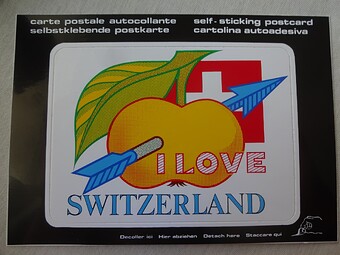 carte postale autocollante self-sticking postcard
selbstklebende postkarte cartolina autoadesiva
I LOVE
SWITZERLAND
Décoller ici Hier abziehen Detach here Staccare qui